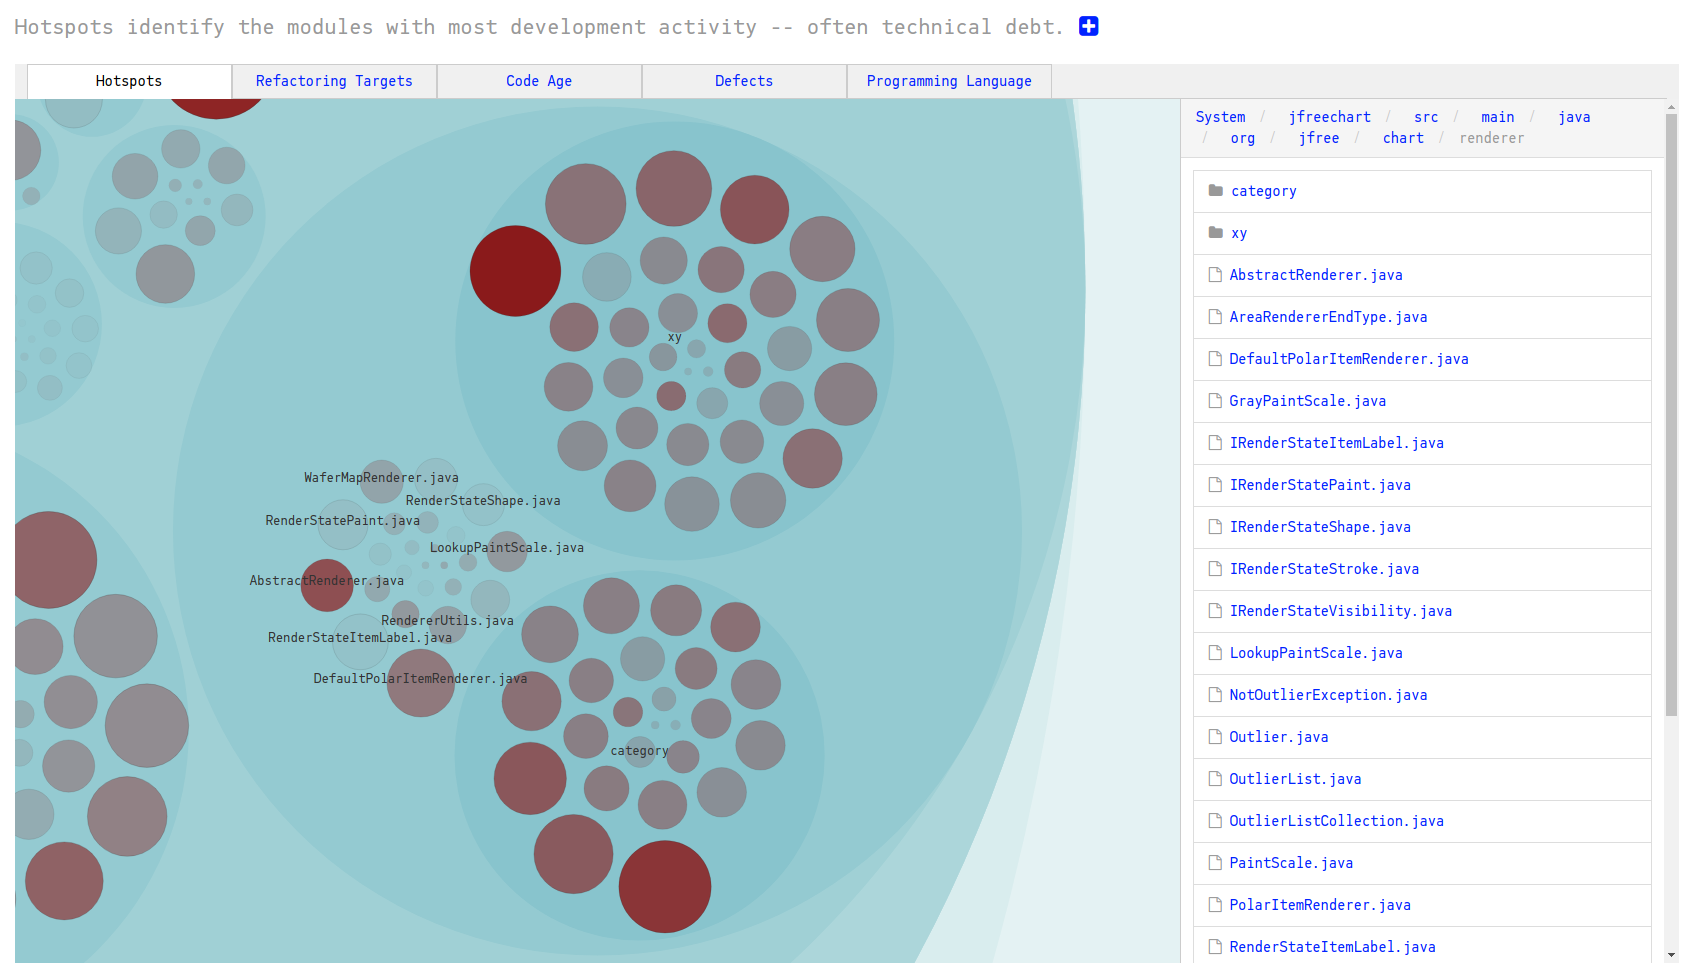 Hotspots identify the modules with most development activity -- often technical debt.
Hotspots Refactoring Targets Code Age Defects Programming Language
System / jfreechart / src / main / java
/ org / jfree / chart / renderer
xy
WaferMapRenderer.java
RenderStateShape.java
RenderStatePaint.java
LookupPaintScale.java
AbstractRenderer.java
RendererUtils.java
RenderStateItemLabel.java
DefaultPolarItemRenderer.java
category
category
xy
AbstractRenderer.java
AreaRendererEndType.java
DefaultPolarItemRenderer.java
GrayPaintScale.java
IRenderStateItemLabel.java
IRenderStatePaint.java
IRenderStateShape.java
IRenderStateStroke.java
IRenderStateVisibility.java
LookupPaintScale.java
NotOutlierException.java
Outlier.java
OutlierList.java
OutlierListCollection.java
PaintScale.java
PolarItemRenderer.java
RenderStateItemLabel.java